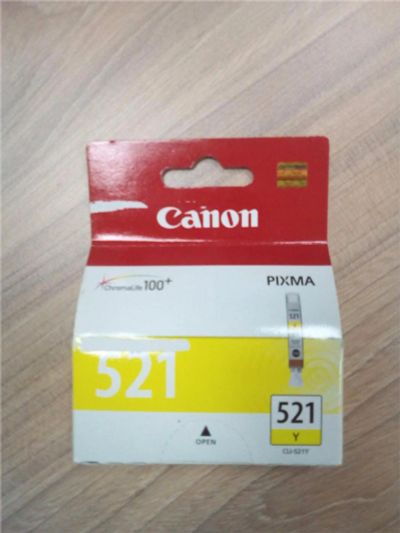 Canon
ChromaLife100+
PIXMA
521
Y
521
521
Y
OPEN
CLI-521Y